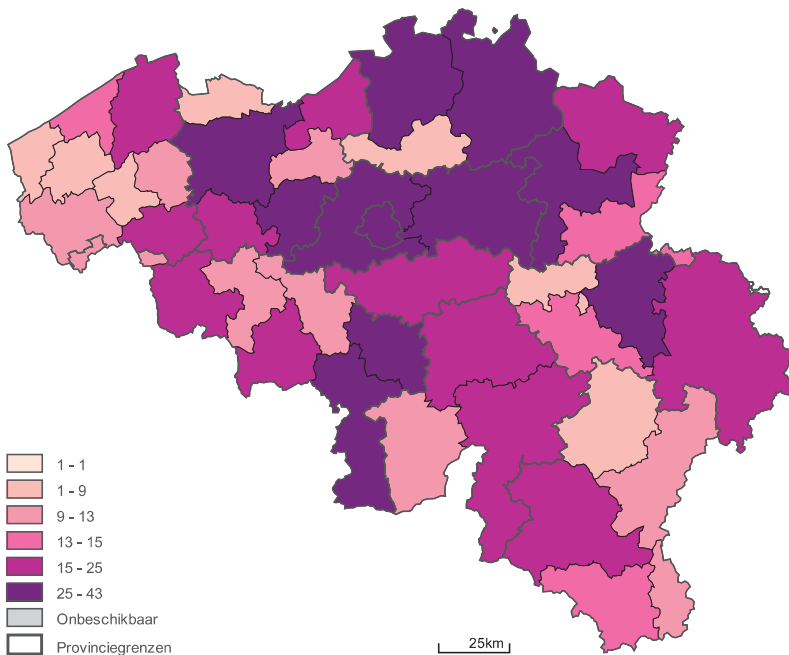 1 - 1
1 - 9
9 - 13
13 - 15
15 - 25
25 - 43
Onbeschikbaar
Provinciegrenzen
25km